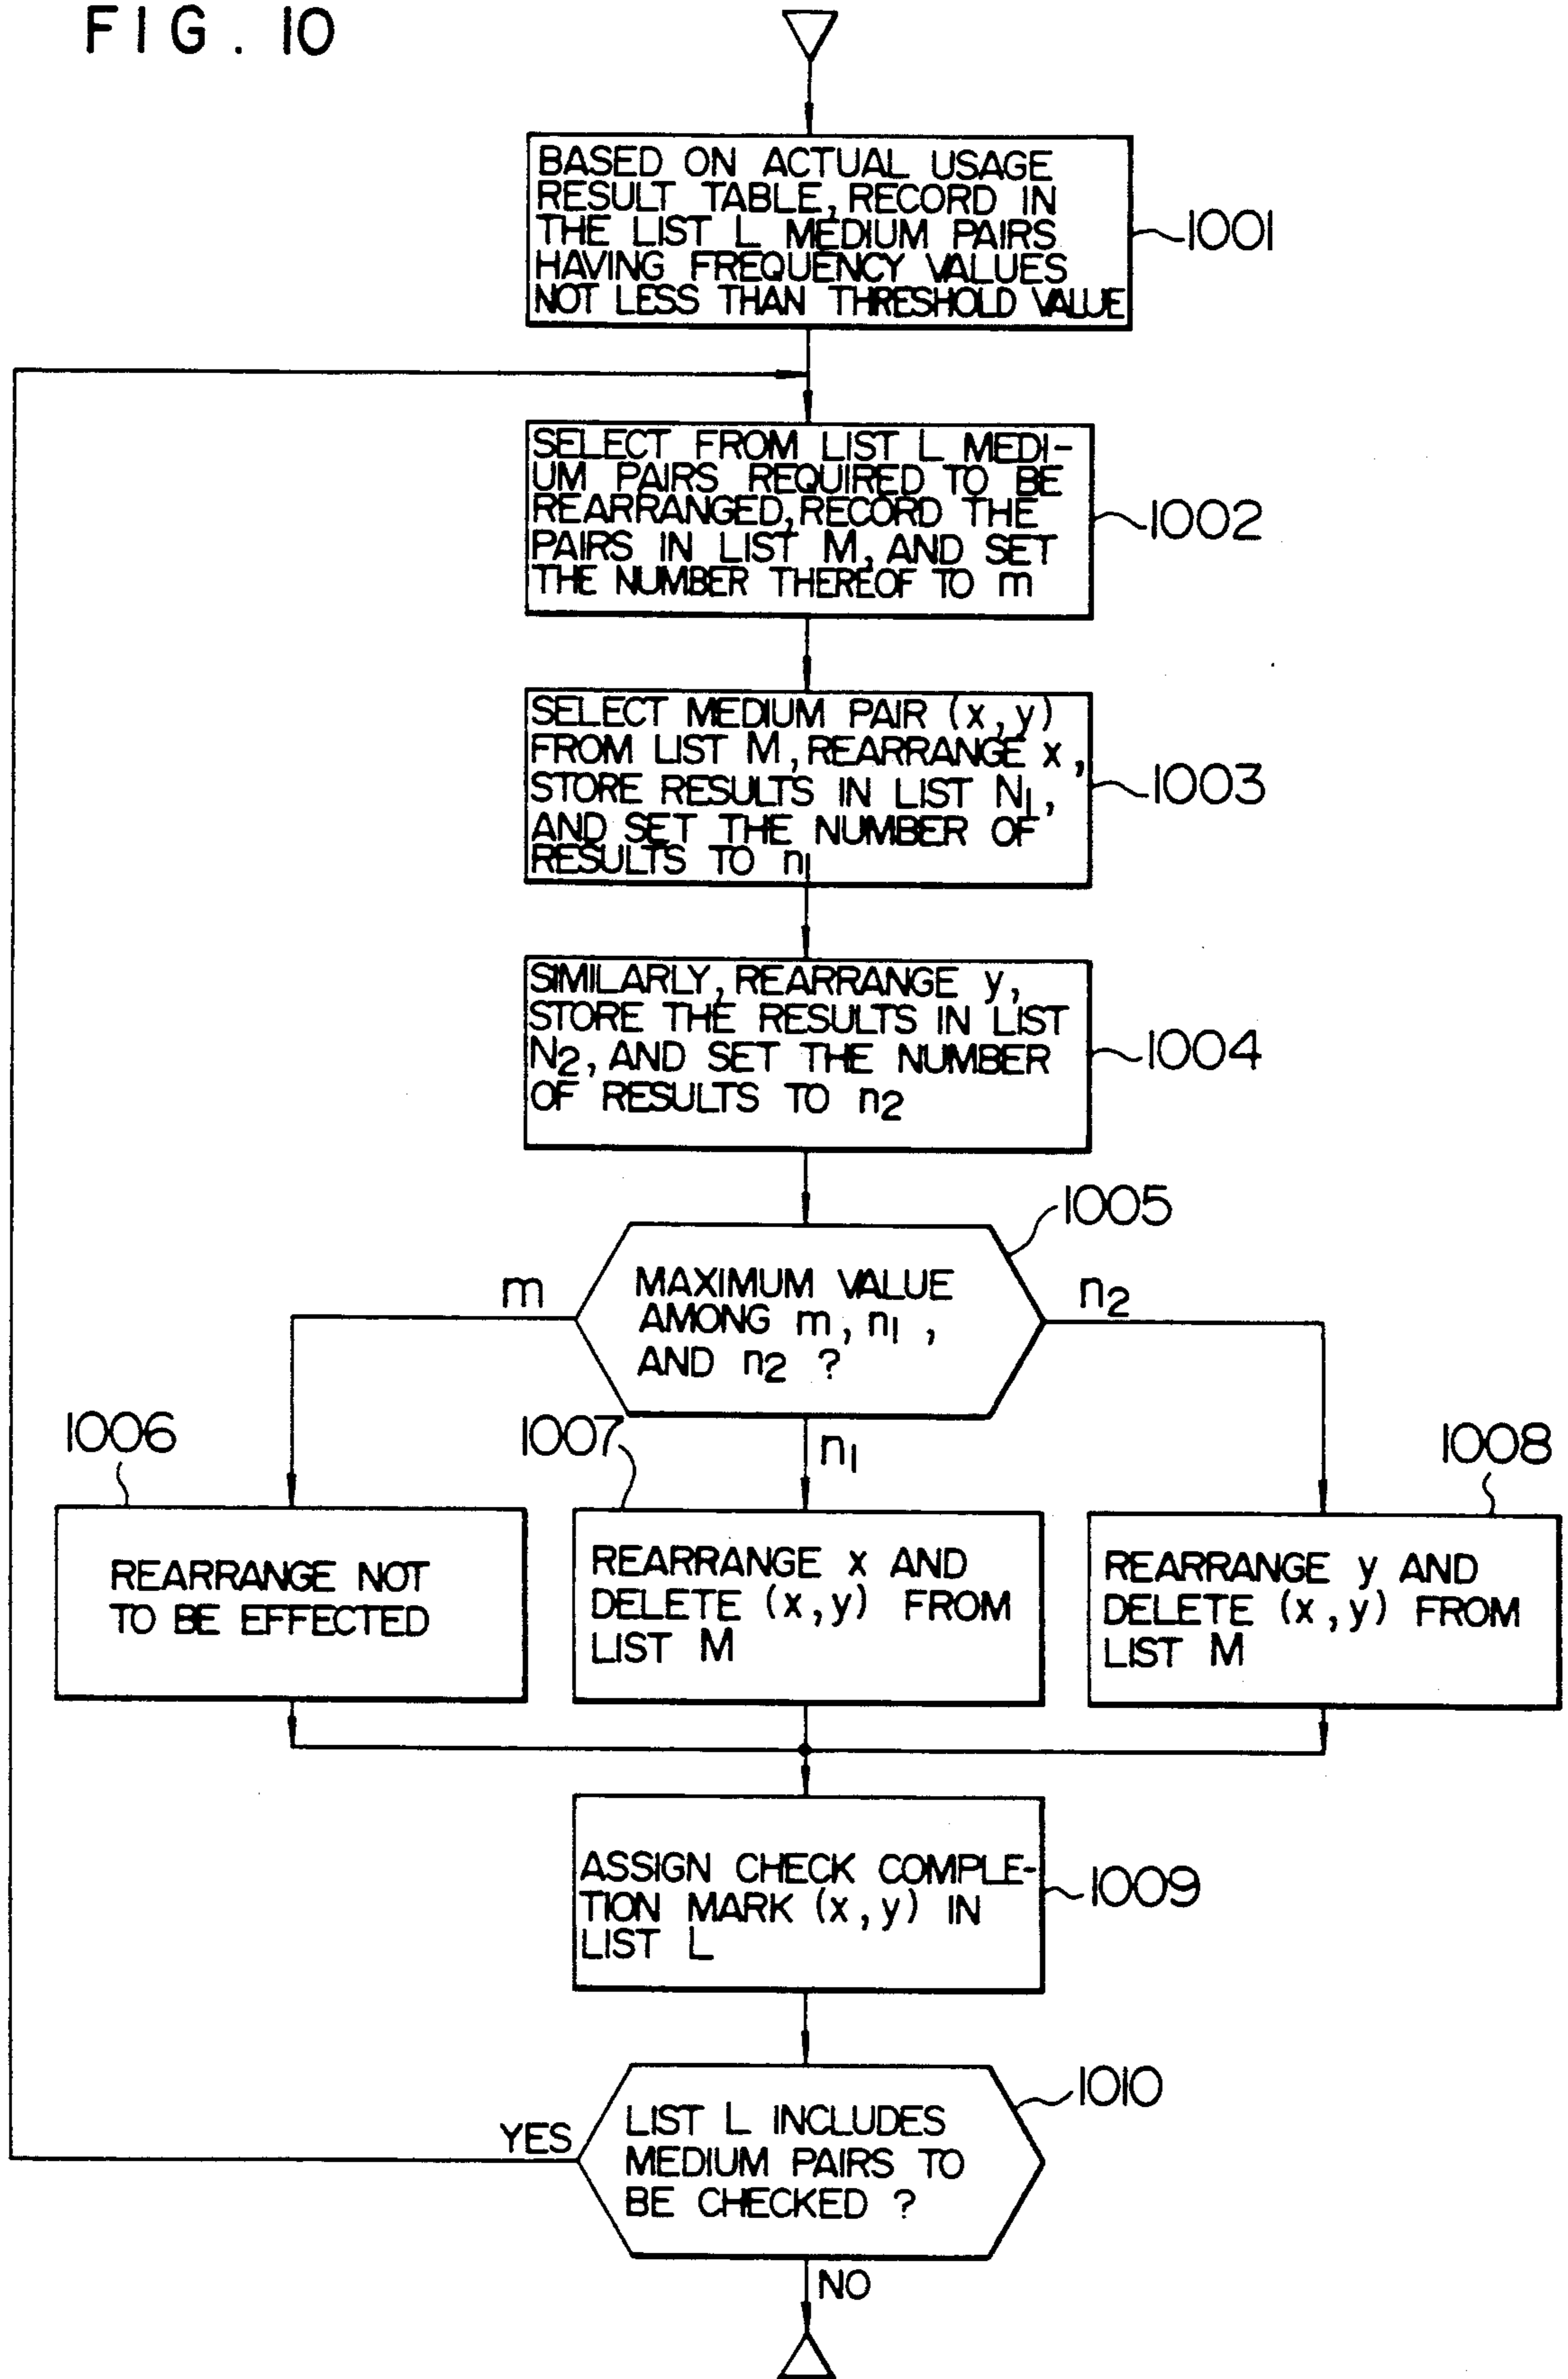 FIG. 10
BASED ON ACTUAL USAGE
RESULT TABLE, RECORD IN
THE LIST L MEDIUM PAIRS
HAVING FREQUENCY VALUES
NOT LESS THAN THRESHOLD VALUE
1001
SELECT FROM LIST L MEDI-
UM PAIRS REQUIRED TO BE
REARRANGED, RECORD THE
PAIRS IN LIST M, AND SET
THE NUMBER THEREOF TO m
1002
SELECT MEDIUM PAIR (x, y)
FROM LIST M, REARRANGE x,
STORE RESULTS IN LIST N1,
AND SET THE NUMBER OF
RESULTS TO n1
1003
SIMILARLY, REARRANGE y,
STORE THE RESULTS IN LIST
N2, AND SET THE NUMBER
OF RESULTS TO n2
1004
1005
MAXIMUM VALUE
AMONG m, n1,
AND n2 ?
m
n2
n1
1006
REARRANGE NOT
TO BE EFFECTED
1007
REARRANGE x AND
DELETE (x, y) FROM
LIST M
1008
REARRANGE y AND
DELETE (x, y) FROM
LIST M
ASSIGN CHECK COMPLE-
TION MARK (x, y) IN
LIST L
1009
1010
LIST L INCLUDES
MEDIUM PAIRS TO
BE CHECKED ?
YES
NO